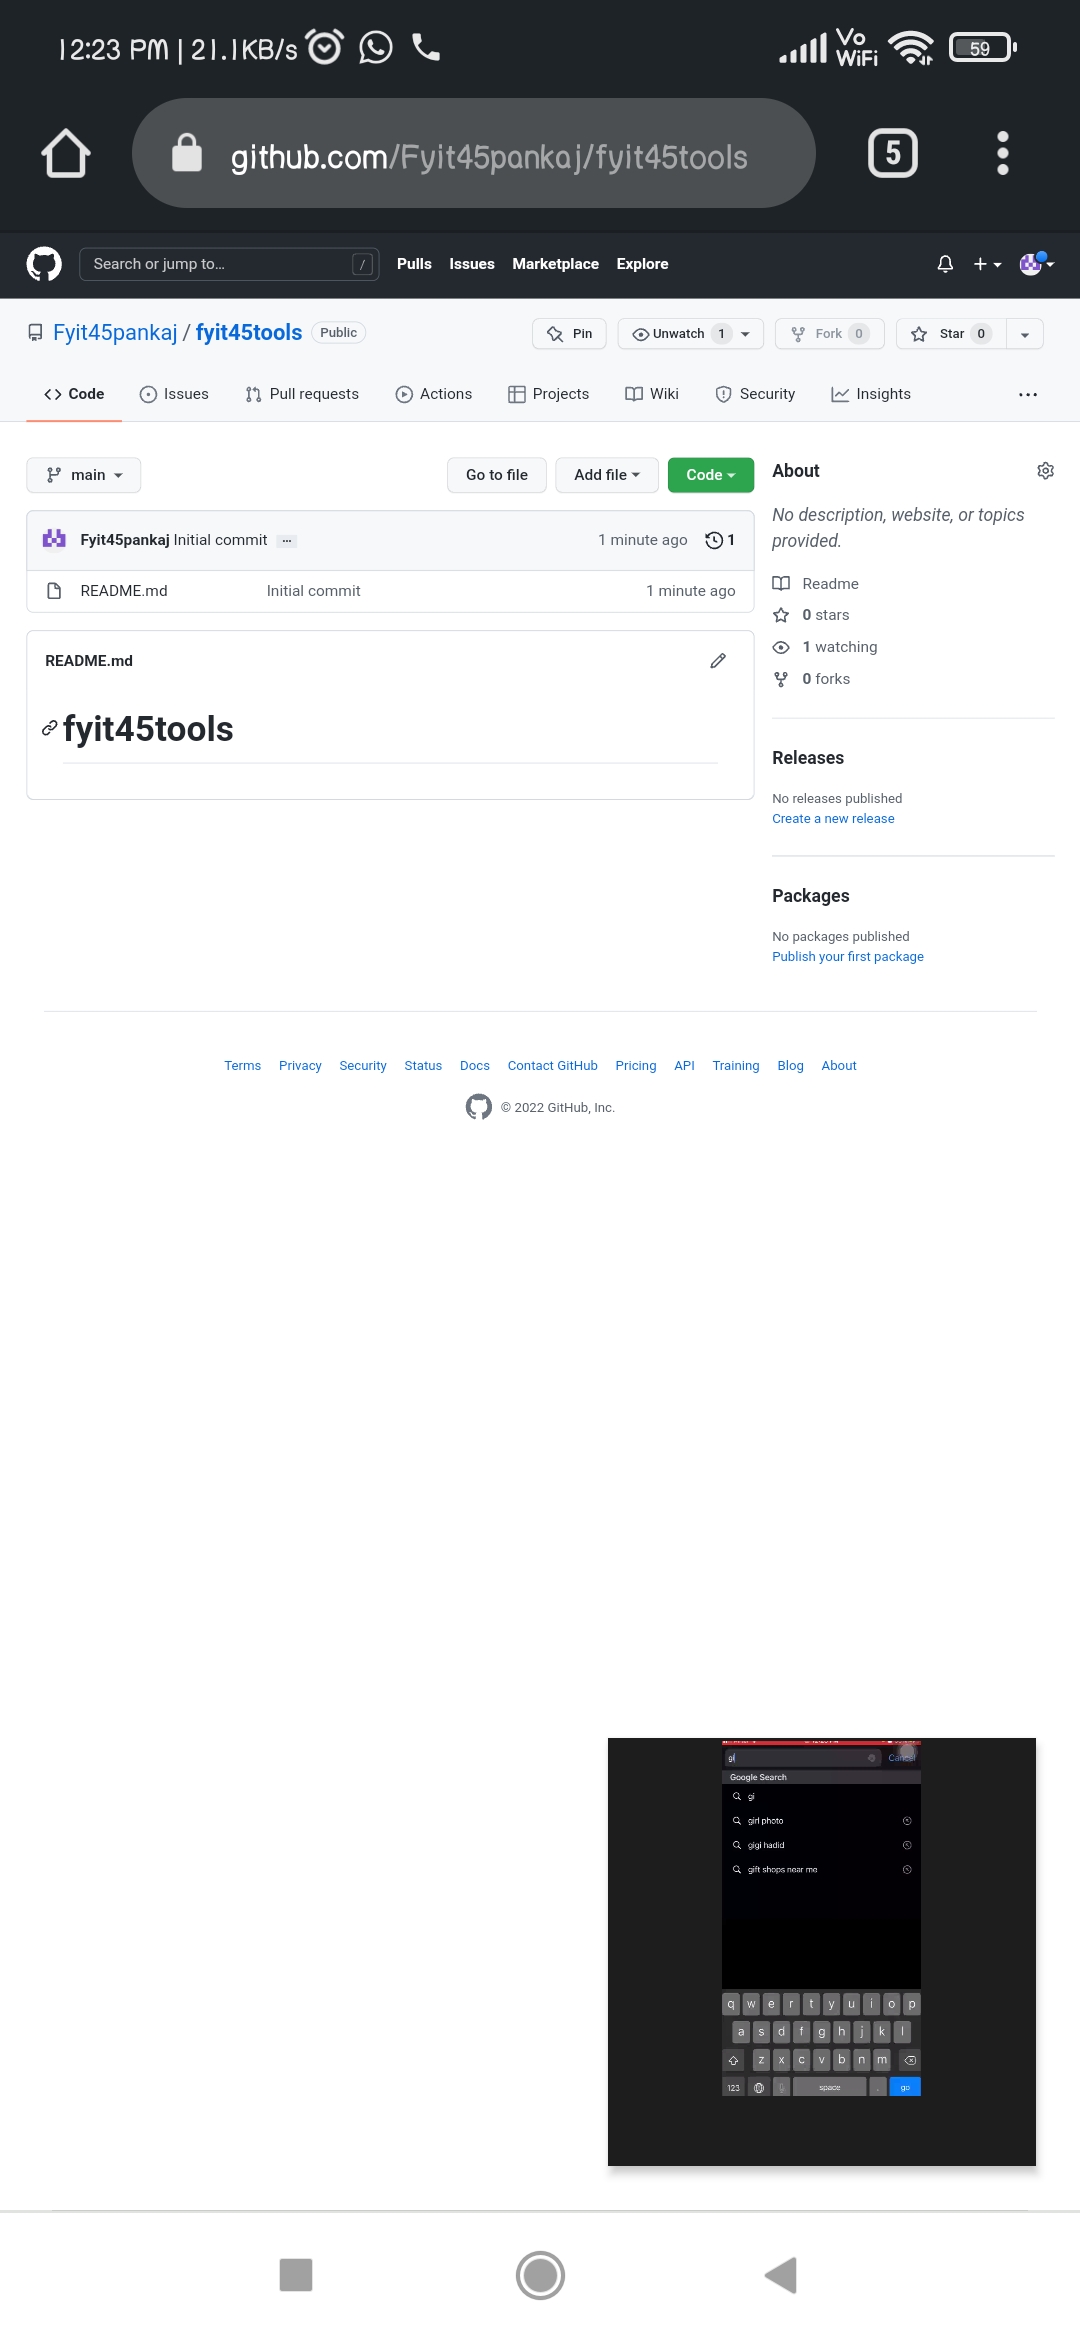 12:23 PM | 21.1KB/s Vo WiFi 59
github.com/Fyit45pankaj/fyit45tools 5
Search or jump to... / Pulls Issues Marketplace Explore
Fyit45pankaj / fyit45tools Public Pin Unwatch 1 Fork 0 Star 0
Code Issues Pull requests Actions Projects Wiki Security Insights ...
main Go to file Add file Code
Fyit45pankaj Initial commit ... 1 minute ago 1
README.md Initial commit 1 minute ago
README.md
fyit45tools
About
No description, website, or topics
provided.
Readme
0 stars
1 watching
0 forks
Releases
No releases published
Create a new release
Packages
No packages published
Publish your first package
Terms Privacy Security Status Docs Contact GitHub Pricing API Training Blog About
© 2022 GitHub, Inc.
gi Cancel
Google Search
gi
girl photo
gigi hadid
gift shops near me
q w e r t y u i o p
a s d f g h j k l
z x c v b n m
123 space . go